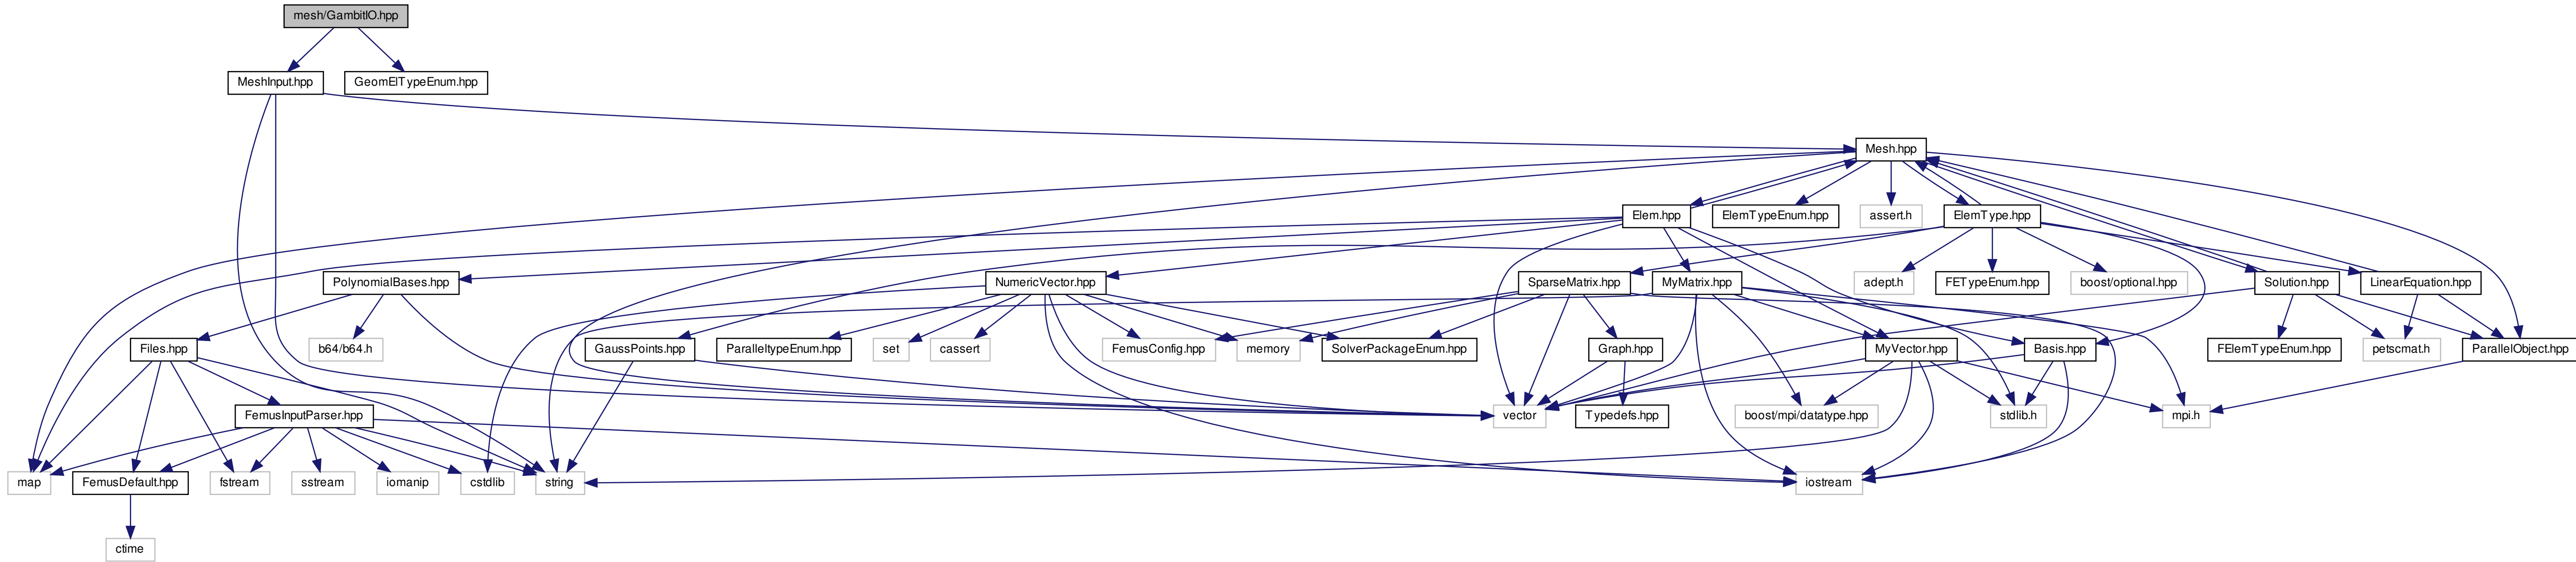 mesh/GambitIO.hpp
MeshInput.hpp
GeomElTypeEnum.hpp
Mesh.hpp
Elem.hpp
ElemTypeEnum.hpp
assert.h
ElemType.hpp
PolynomialBases.hpp
NumericVector.hpp
SparseMatrix.hpp
MyMatrix.hpp
adept.h
FETypeEnum.hpp
boost/optional.hpp
Solution.hpp
LinearEquation.hpp
Files.hpp
b64/b64.h
GaussPoints.hpp
ParalleltypeEnum.hpp
set
cassert
FemusConfig.hpp
memory
SolverPackageEnum.hpp
Graph.hpp
MyVector.hpp
Basis.hpp
FElemTypeEnum.hpp
petscmat.h
ParallelObject.hpp
FemusInputParser.hpp
vector
Typedefs.hpp
boost/mpi/datatype.hpp
stdlib.h
mpi.h
map
FemusDefault.hpp
fstream
sstream
iomanip
cstdlib
string
iostream
ctime